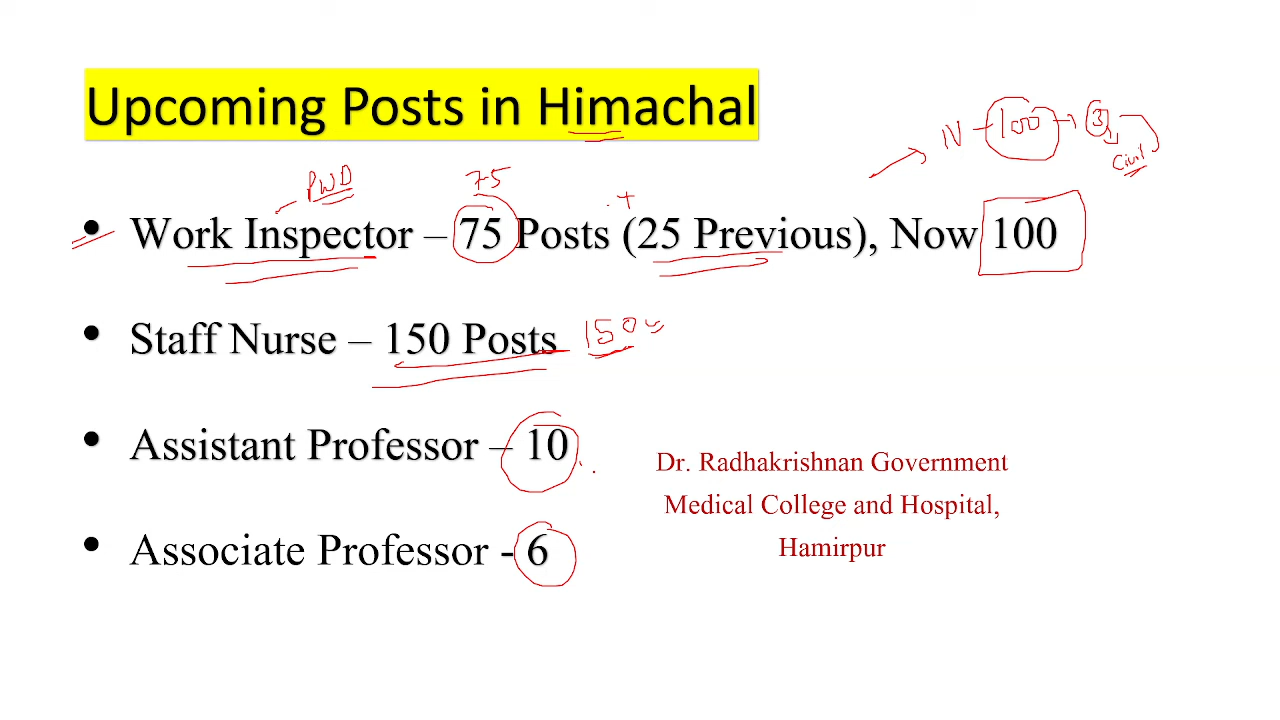 Upcoming Posts in Himachal
IV - 100 → 3
Civil
PWD
75
+
• Work Inspector – 75 Posts (25 Previous), Now 100
• Staff Nurse – 150 Posts
150
• Assistant Professor – 10
Dr. Radhakrishnan Government
Medical College and Hospital,
Hamirpur
• Associate Professor - 6